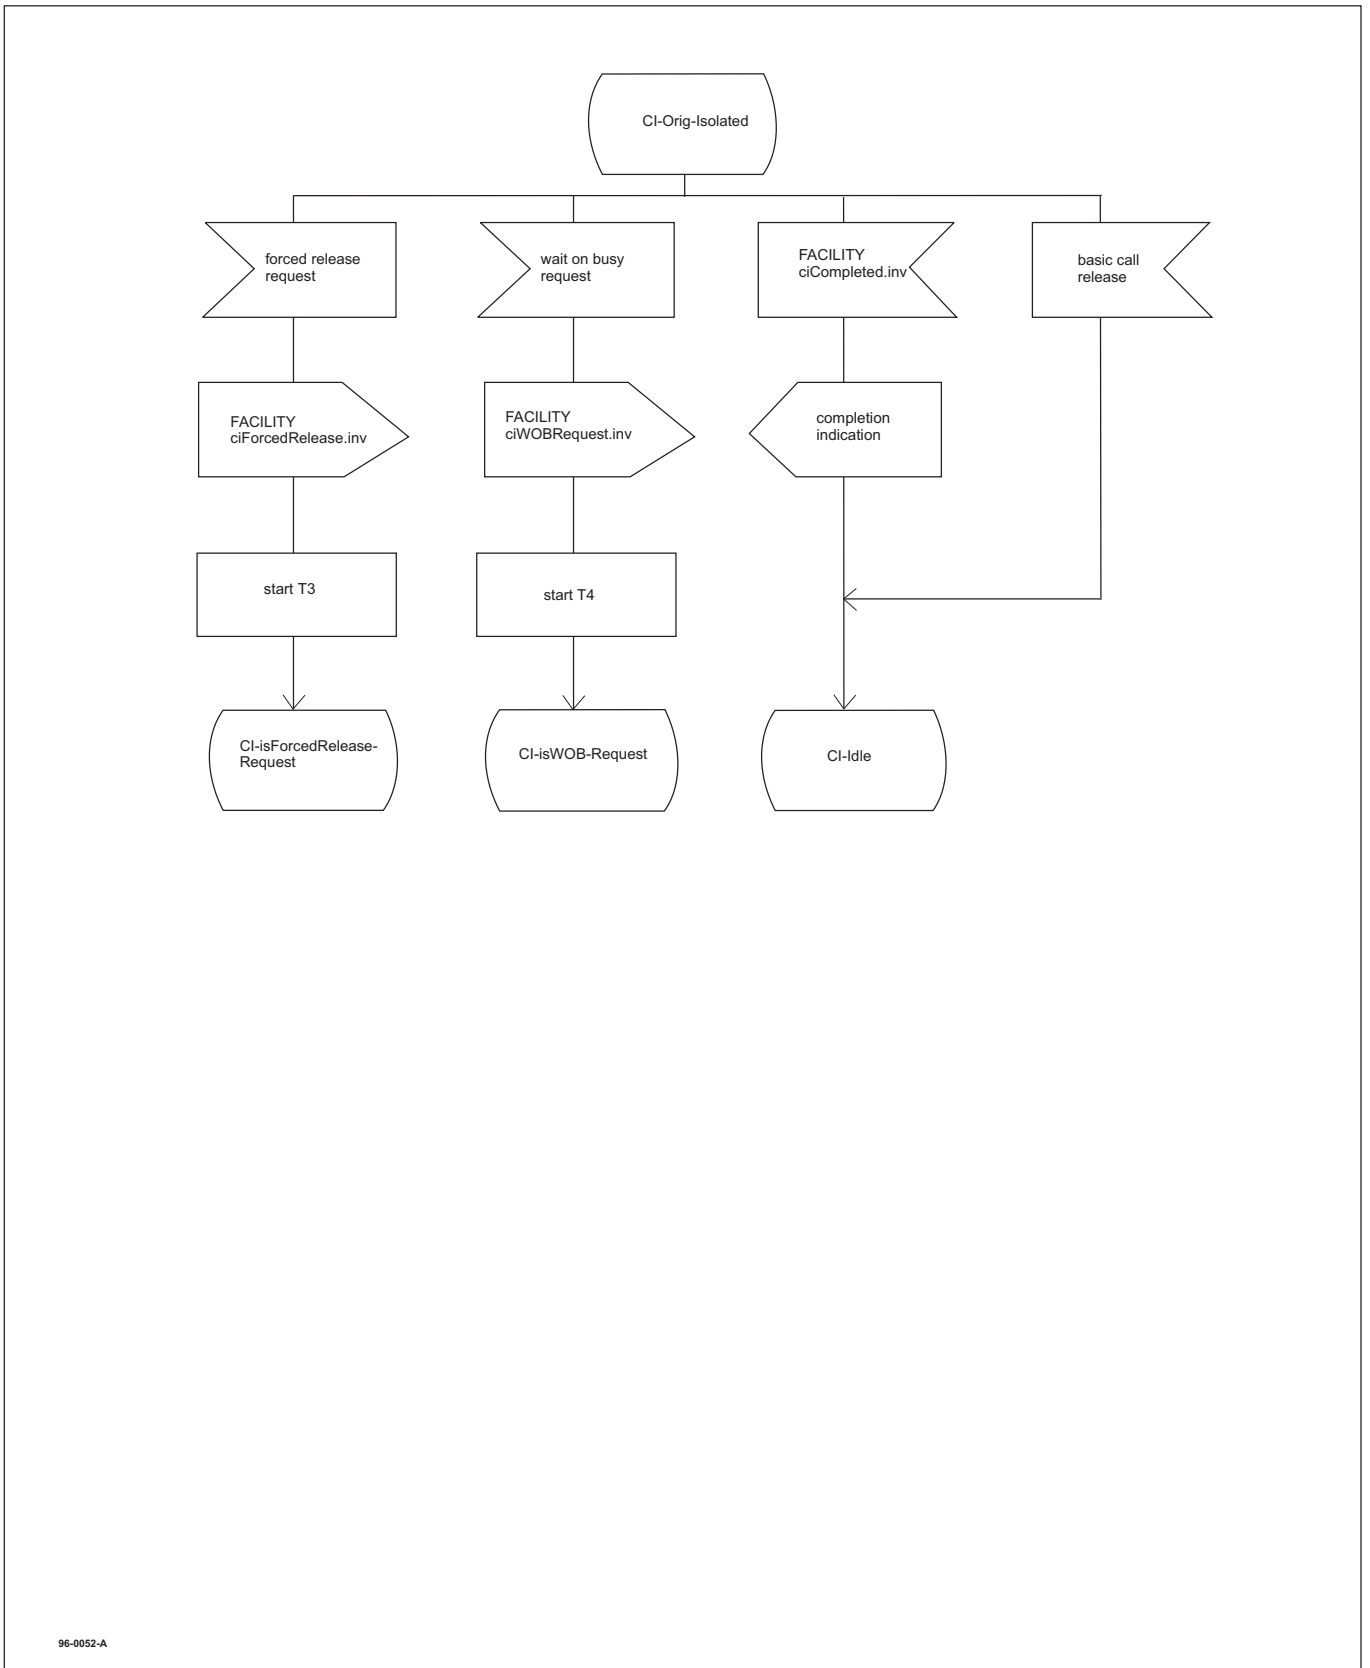 CI-Orig-Isolated
forced release
request
wait on busy
request
FACILITY
ciCompleted.inv
basic call
release
FACILITY
ciForcedRelease.inv
FACILITY
ciWOBRequest.inv
completion
indication
start T3
start T4
CI-isForcedRelease-
Request
CI-isWOB-Request
CI-Idle
96-0052-A